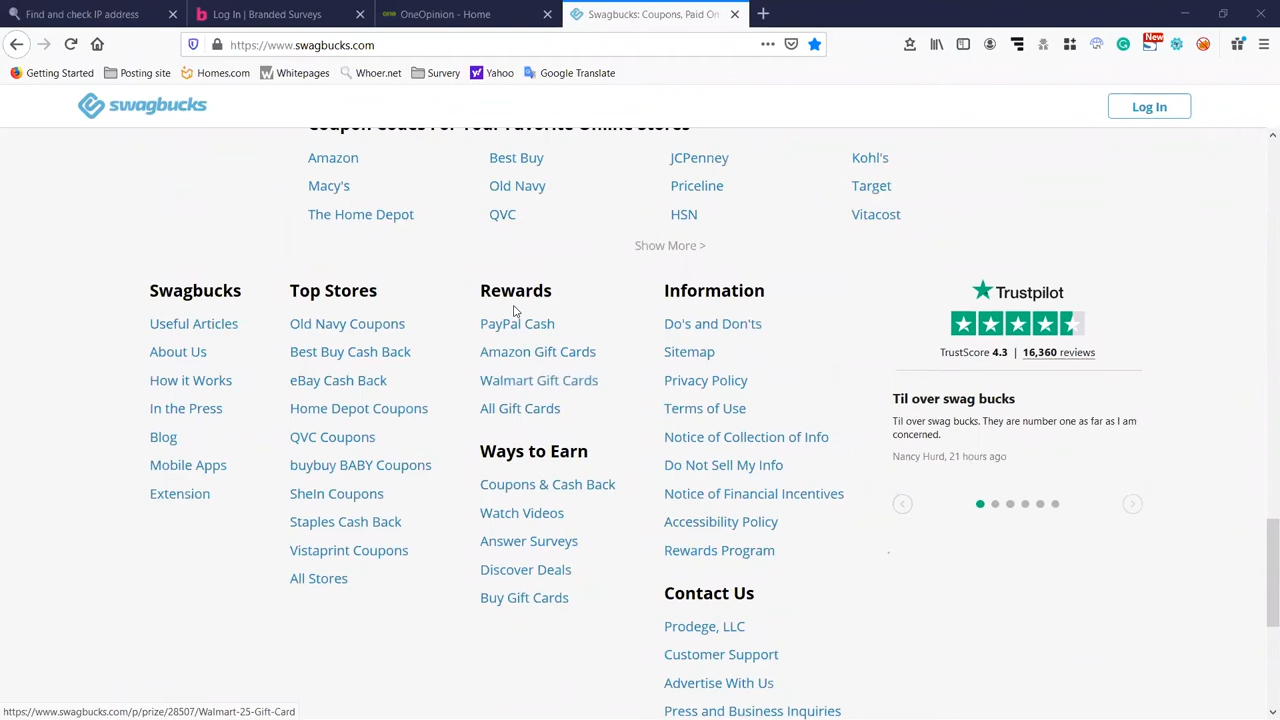 Find and check IP address
Log In | Branded Surveys
OneOpinion - Home
Swagbucks: Coupons, Paid On
https://www.swagbucks.com
New
Getting Started
Posting site
Homes.com
Whitepages
Whoer.net
Survery
Yahoo
Google Translate
swagbucks
Log In
Coupon Codes For Your Favorite Online Stores
Amazon
Best Buy
JCPenney
Kohl's
Macy's
Old Navy
Priceline
Target
The Home Depot
QVC
HSN
Vitacost
Show More >
Swagbucks
Useful Articles
About Us
How it Works
In the Press
Blog
Mobile Apps
Extension
Top Stores
Old Navy Coupons
Best Buy Cash Back
eBay Cash Back
Home Depot Coupons
QVC Coupons
buybuy BABY Coupons
SheIn Coupons
Staples Cash Back
Vistaprint Coupons
All Stores
Rewards
PayPal Cash
Amazon Gift Cards
Walmart Gift Cards
All Gift Cards
Ways to Earn
Coupons & Cash Back
Watch Videos
Answer Surveys
Discover Deals
Buy Gift Cards
Information
Do's and Don'ts
Sitemap
Privacy Policy
Terms of Use
Notice of Collection of Info
Do Not Sell My Info
Notice of Financial Incentives
Accessibility Policy
Rewards Program
Contact Us
Prodege, LLC
Customer Support
Advertise With Us
Press and Business Inquiries
Trustpilot
TrustScore 4.3 | 16,360 reviews
Til over swag bucks
Til over swag bucks. They are number one as far as I am
concerned.
Nancy Hurd, 21 hours ago
https://www.swagbucks.com/p/prize/28507/Walmart-25-Gift-Card